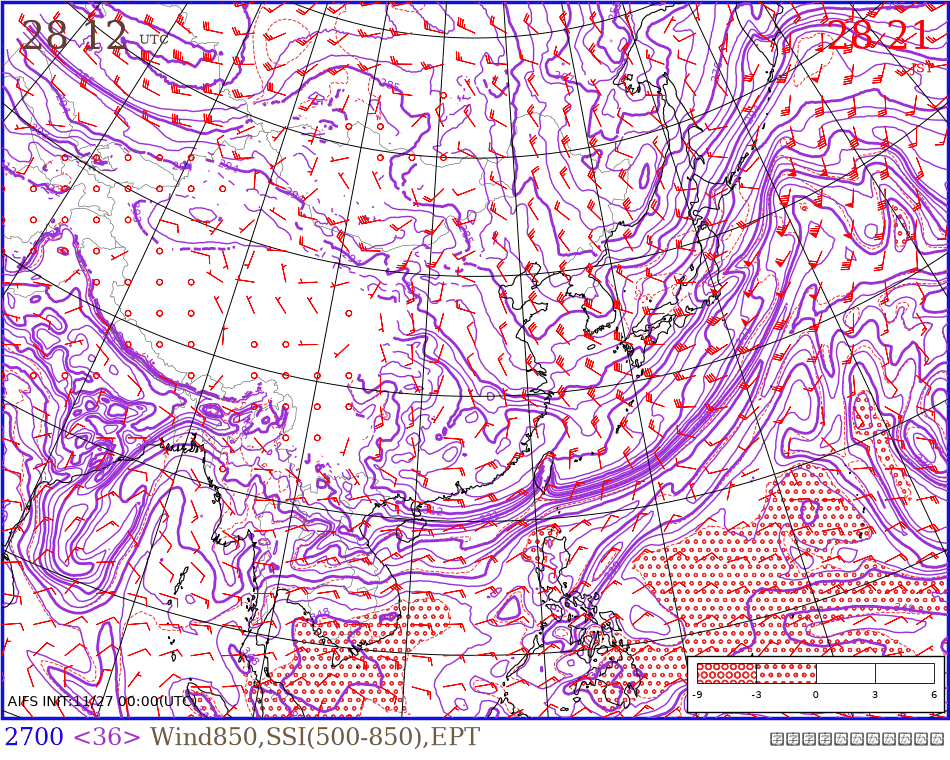 28 12 UTC
28 21
JST
D
AIFS INIT:11/27 00:00(UTC)
-9 -3 0 3 6
2700 <36> Wind850,SSI(500-850),EPT